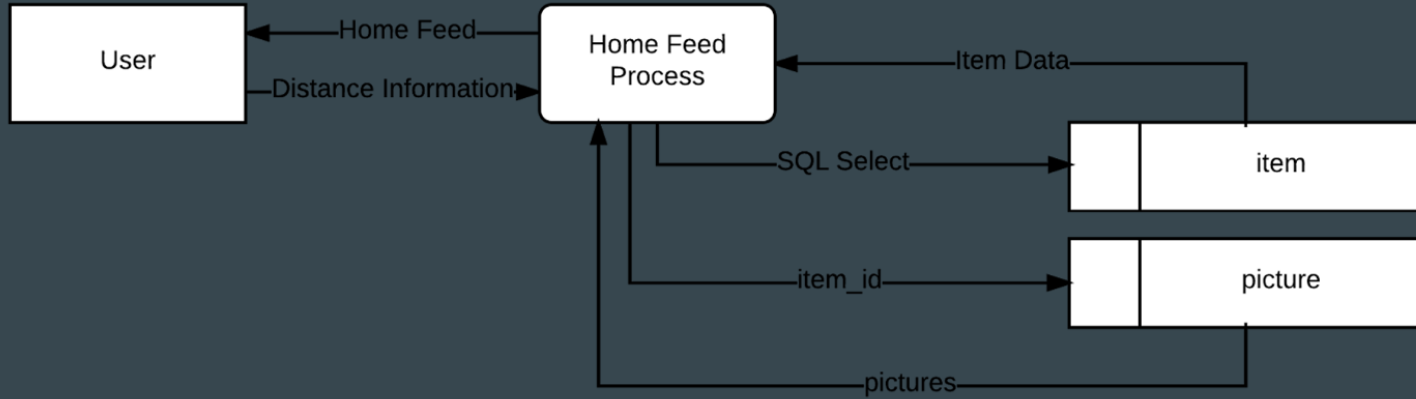 Home Feed
User
Home Feed
Process
Item Data
Distance Information
SQL Select
item
item_id
picture
pictures